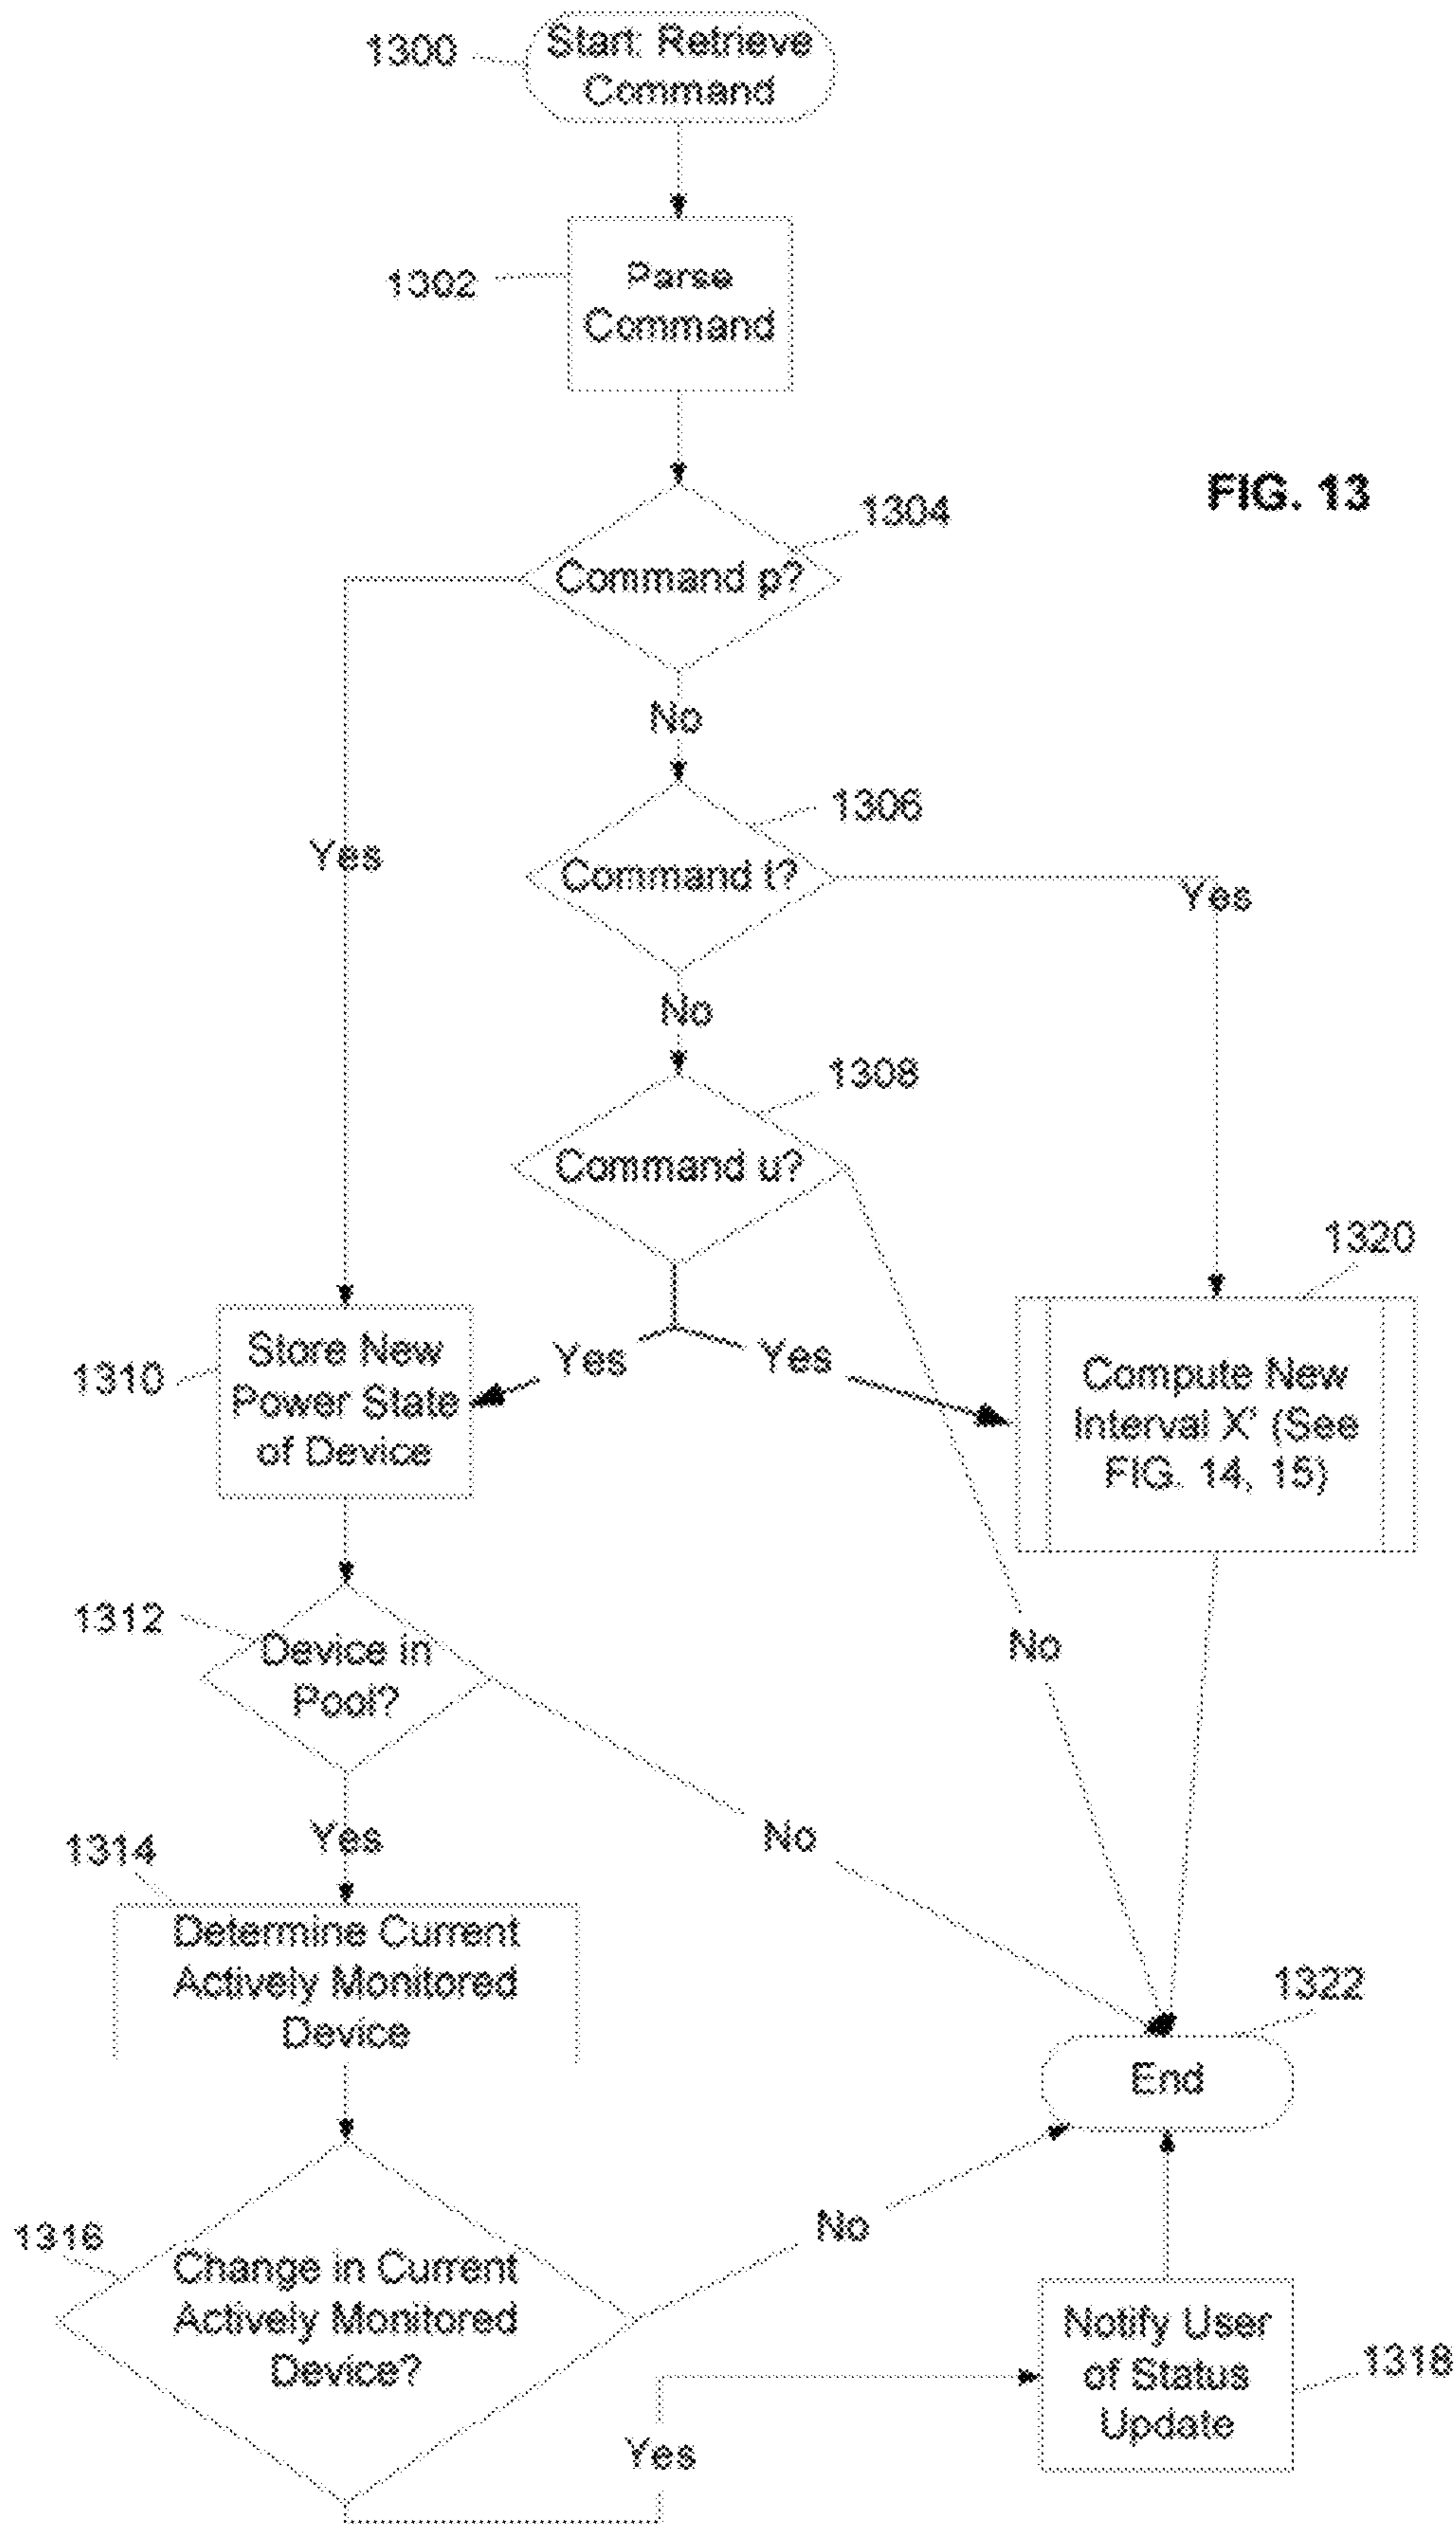 1300
Start: Retrieve
Command
1302
Parse
Command
FIG. 13
1304
Command p?
No
1306
Command t?
Yes
Yes
No
1308
Command u?
1320
Yes
Yes
1310
Store New
Power State
of Device
Compute New
Interval X' (See
FIG. 14, 15)
1312
Device in
Pool?
No
1314
Yes
No
Determine Current
Actively Monitored
Device
1322
End
1316
No
Change in Current
Actively Monitored
Device?
Notify User
of Status
Update
1318
Yes